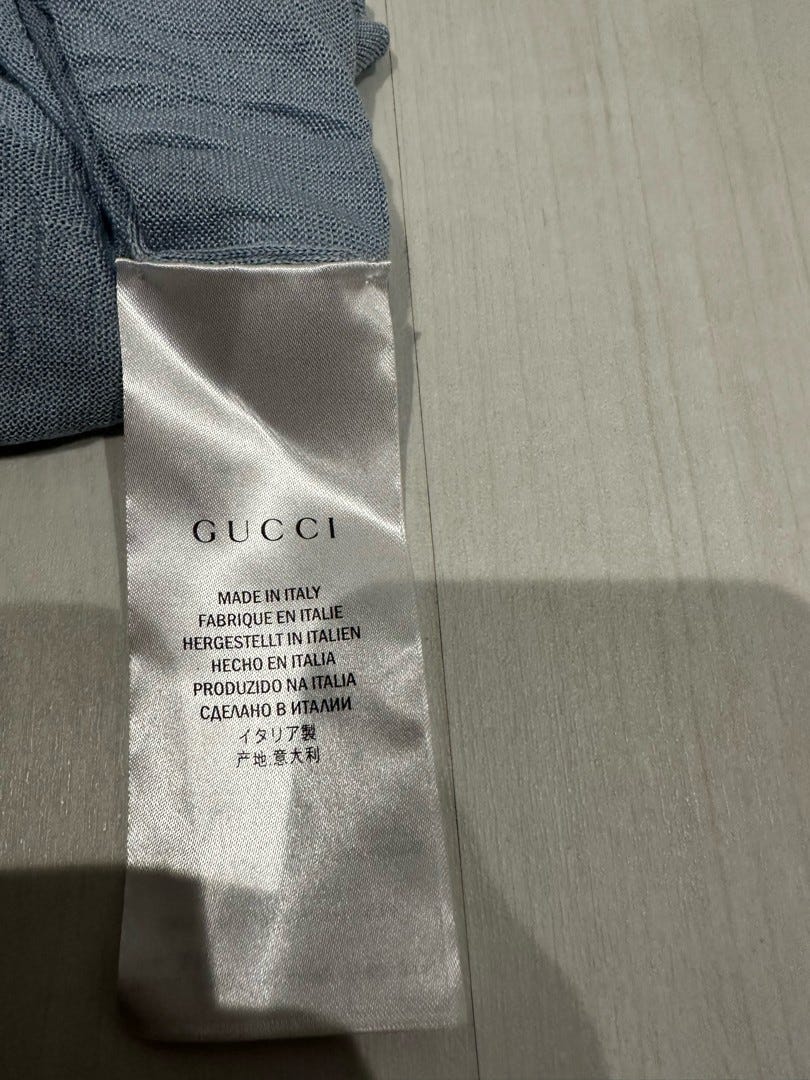 GUCCI
MADE IN ITALY
FABRIQUE EN ITALIE
HERGESTELLT IN ITALIEN
HECHO EN ITALIA
PRODUZIDO NA ITALIA
СДЕЛАНО В ИТАЛИИ
イタリア製
产地:意大利